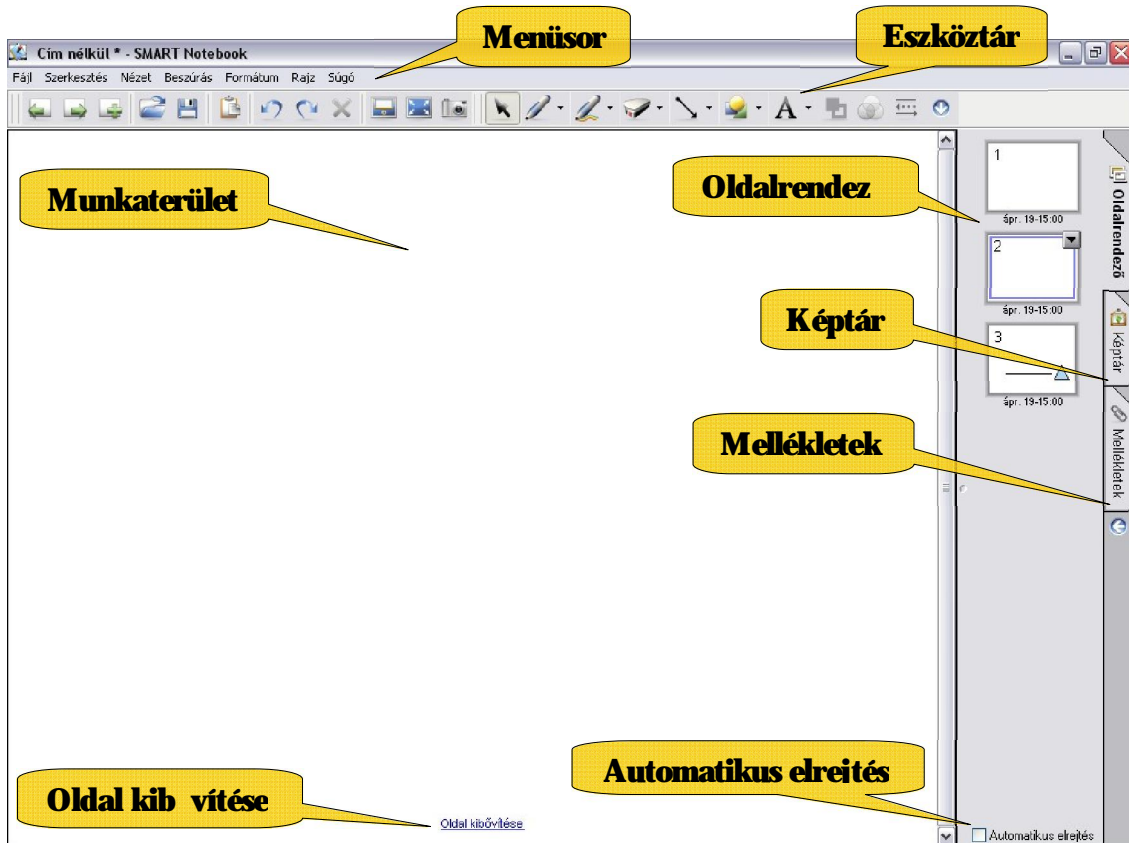 Menüsor
Eszköztár
Cím nélkül * - SMART Notebook
Fájl Szerkesztés Nézet Beszúrás Formátum Rajz Súgó
A
Munkaterület
Oldalrendez
1
ápr. 19-15:00
Oldalrendező
2
ápr. 19-15:00
Képtár
Képtár
3
ápr. 19-15:00
Mellékletek
Mellékletek
Automatikus elrejtés
Oldal kib vítése
Oldal kibővítése
Automatikus elrejtés